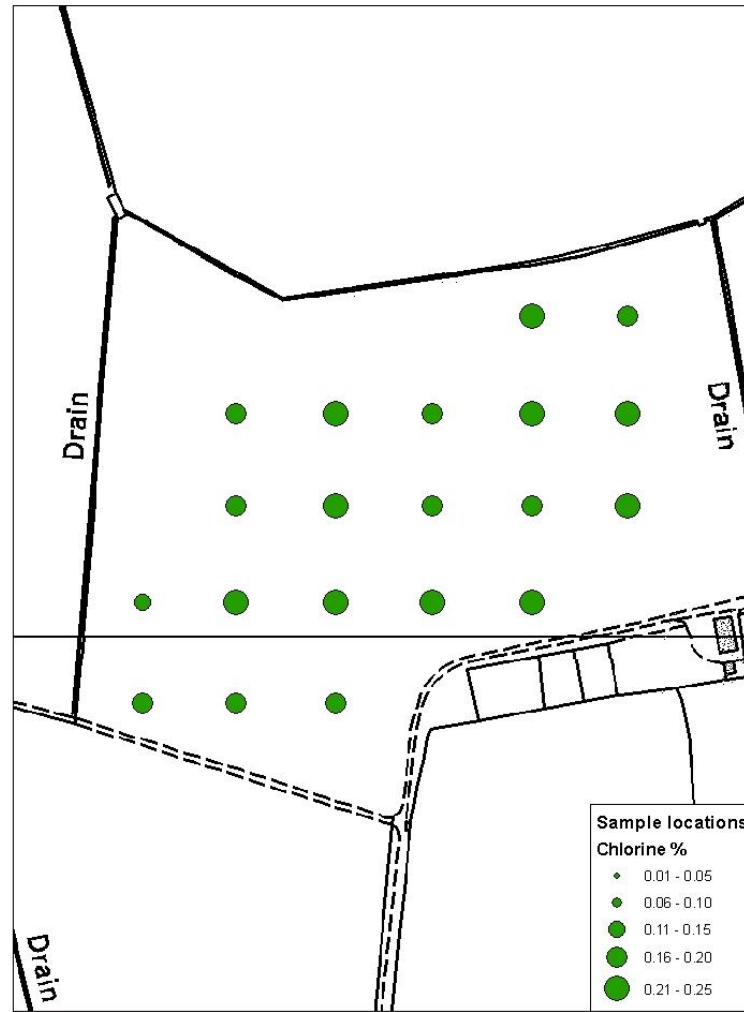 Drain
Drain
Drain
Sample locations
Chlorine %
0.01 - 0.05
0.06 - 0.10
0.11 - 0.15
0.16 - 0.20
0.21 - 0.25